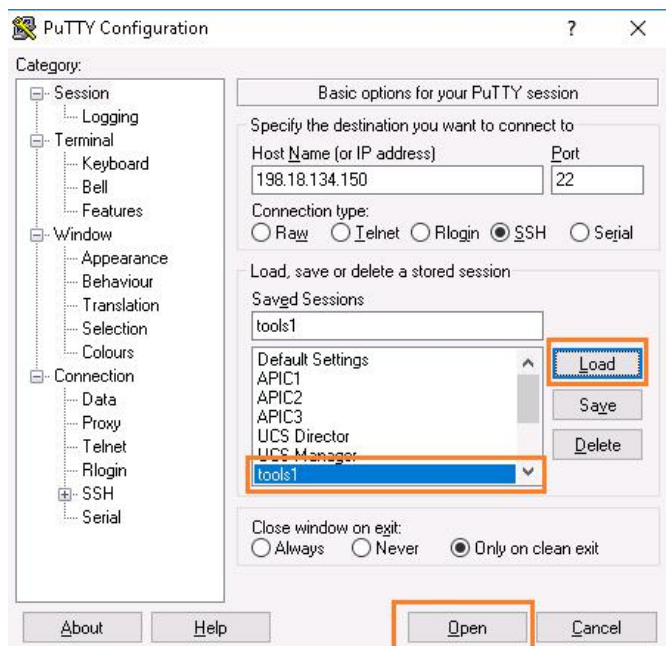 PuTTY Configuration
?
Category:
Session
Logging
Terminal
Keyboard
Bell
Features
Window
Appearance
Behaviour
Translation
Selection
Colours
Connection
Data
Proxy
Telnet
Rlogin
SSH
Serial
Basic options for your PuTTY session
Specify the destination you want to connect to
Host Name (or IP address) Port
198.18.134.150 22
Connection type:
Raw Telnet Rlogin SSH Serial
Load, save or delete a stored session
Saved Sessions
tools1
Default Settings
APIC1
APIC2
APIC3
UCS Director
UCS Manager
tools1
Load
Save
Delete
Close window on exit:
Always Never Only on clean exit
About Help Open Cancel